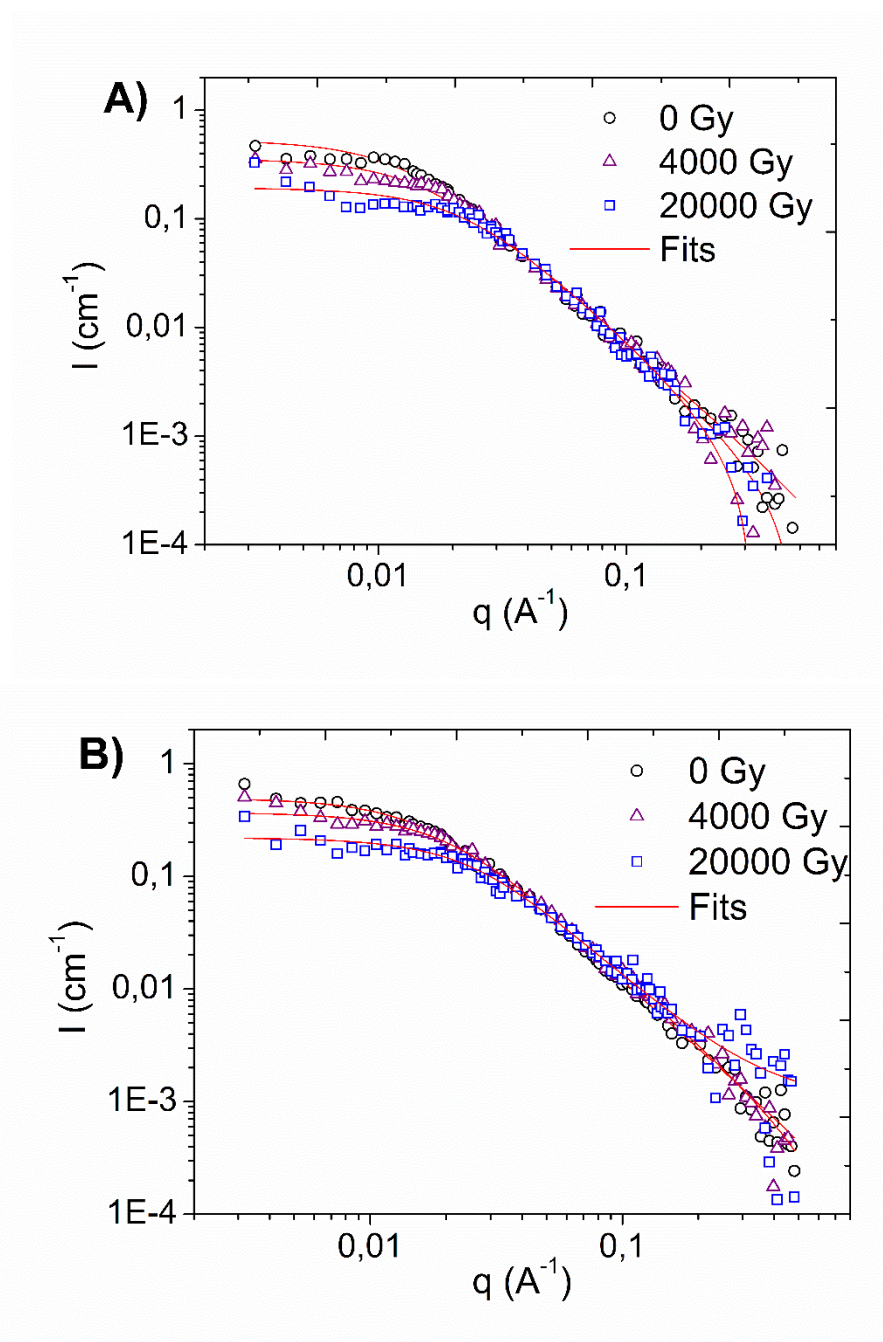 A)
1
0,1
0,01
1E-3
1E-4
I (cm⁻¹)
0 Gy
4000 Gy
20000 Gy
Fits
0,01
0,1
q (A⁻¹)
B)
1
0,1
0,01
1E-3
1E-4
I (cm⁻¹)
0 Gy
4000 Gy
20000 Gy
Fits
0,01
0,1
q (A⁻¹)